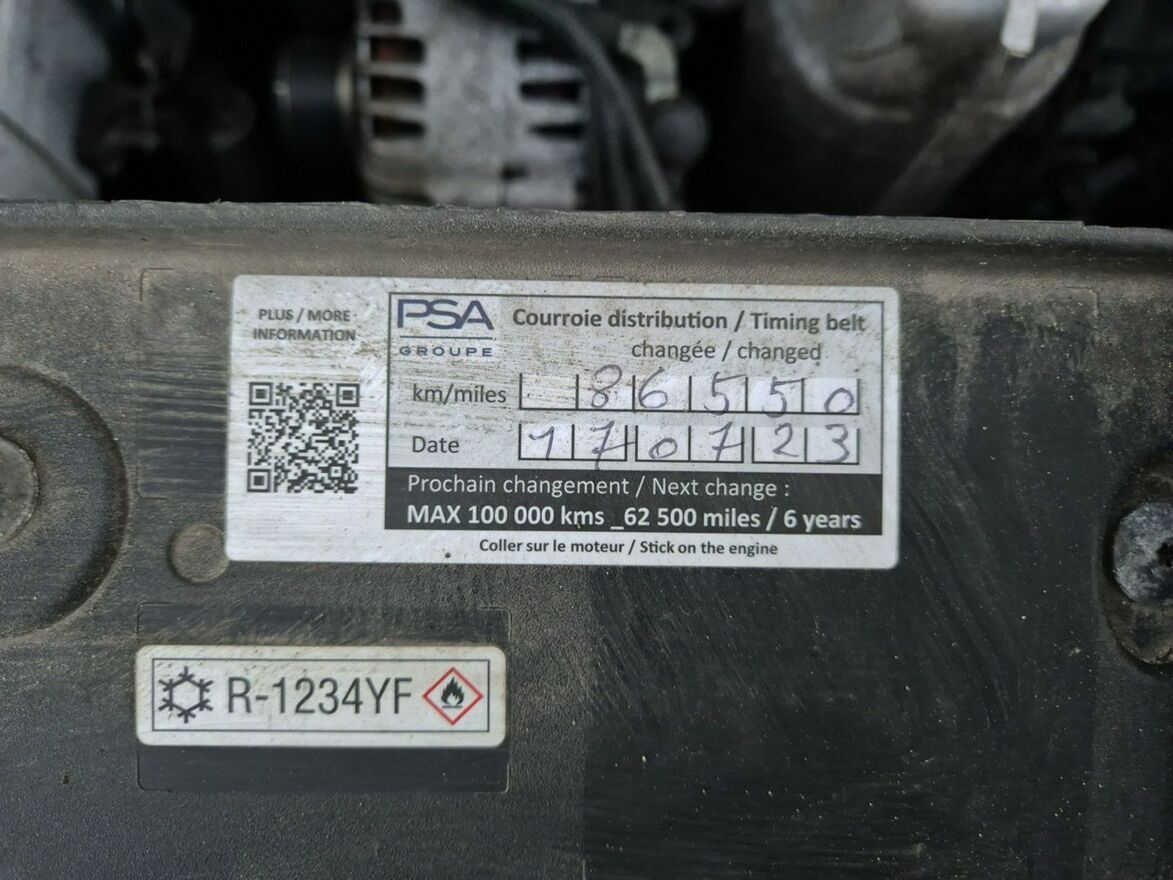 PLUS / MORE
INFORMATION
PSA
GROUPE
Courroie distribution / Timing belt
changée / changed
km/miles 86550
Date 170723
Prochain changement / Next change :
MAX 100 000 kms _62 500 miles / 6 years
Coller sur le moteur / Stick on the engine
R-1234YF